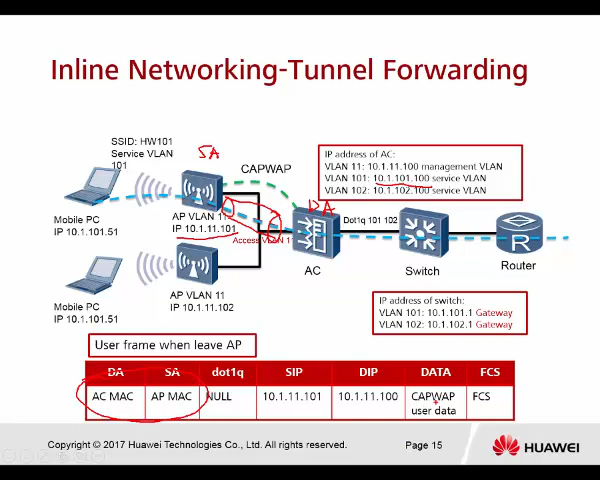 Inline Networking-Tunnel Forwarding
SSID: HW101
Service VLAN
101
SA
CAPWAP
IP address of AC:
VLAN 11: 10.1.11.100 management VLAN
VLAN 101: 10.1.101.100 service VLAN
VLAN 102: 10.1.102.100 service VLAN
DA
Mobile PC
IP 10.1.101.51
AP VLAN 11
IP 10.1.11.101
Access VLAN 11
Dot1q 101 102
AC
Switch
R
Router
Mobile PC
IP 10.1.101.51
AP VLAN 11
IP 10.1.11.102
IP address of switch:
VLAN 101: 10.1.101.1 Gateway
VLAN 102: 10.1.102.1 Gateway
User frame when leave AP
DA SA dot1q SIP DIP DATA FCS
AC MAC AP MAC NULL 10.1.11.101 10.1.11.100 CAPWAP FCS
user data
Copyright © 2017 Huawei Technologies Co., Ltd. All rights reserved.
Page 15
HUAWEI